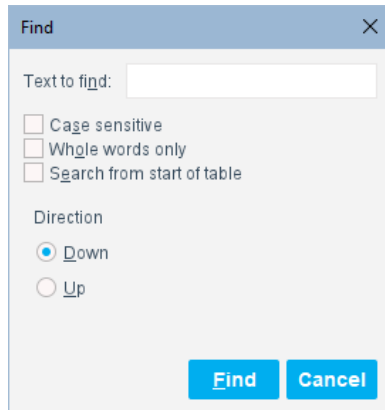 Find
Text to find:
Case sensitive
Whole words only
Search from start of table
Direction
Down
Up
Find Cancel